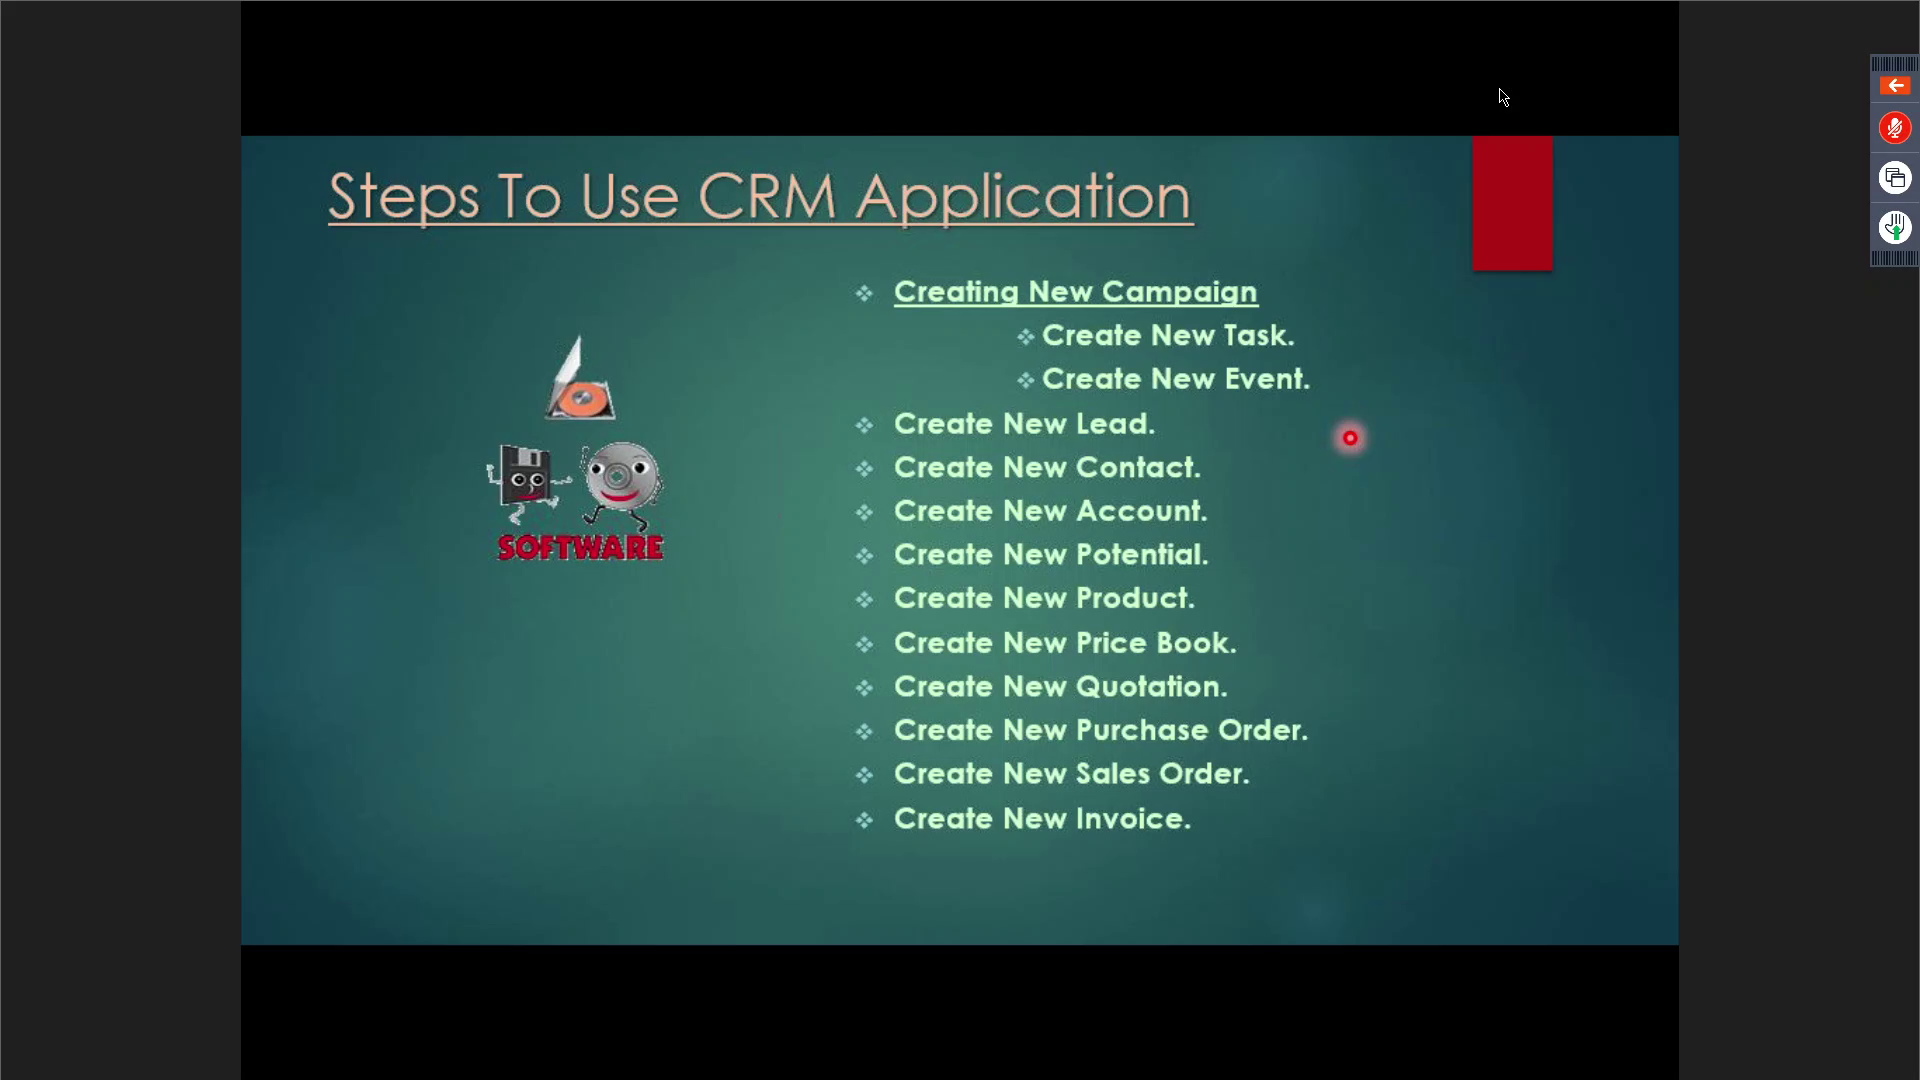 Steps To Use CRM Application
Creating New Campaign
Create New Task.
Create New Event.
Create New Lead.
Create New Contact.
Create New Account.
Create New Potential.
Create New Product.
Create New Price Book.
Create New Quotation.
Create New Purchase Order.
Create New Sales Order.
Create New Invoice.
SOFTWARE